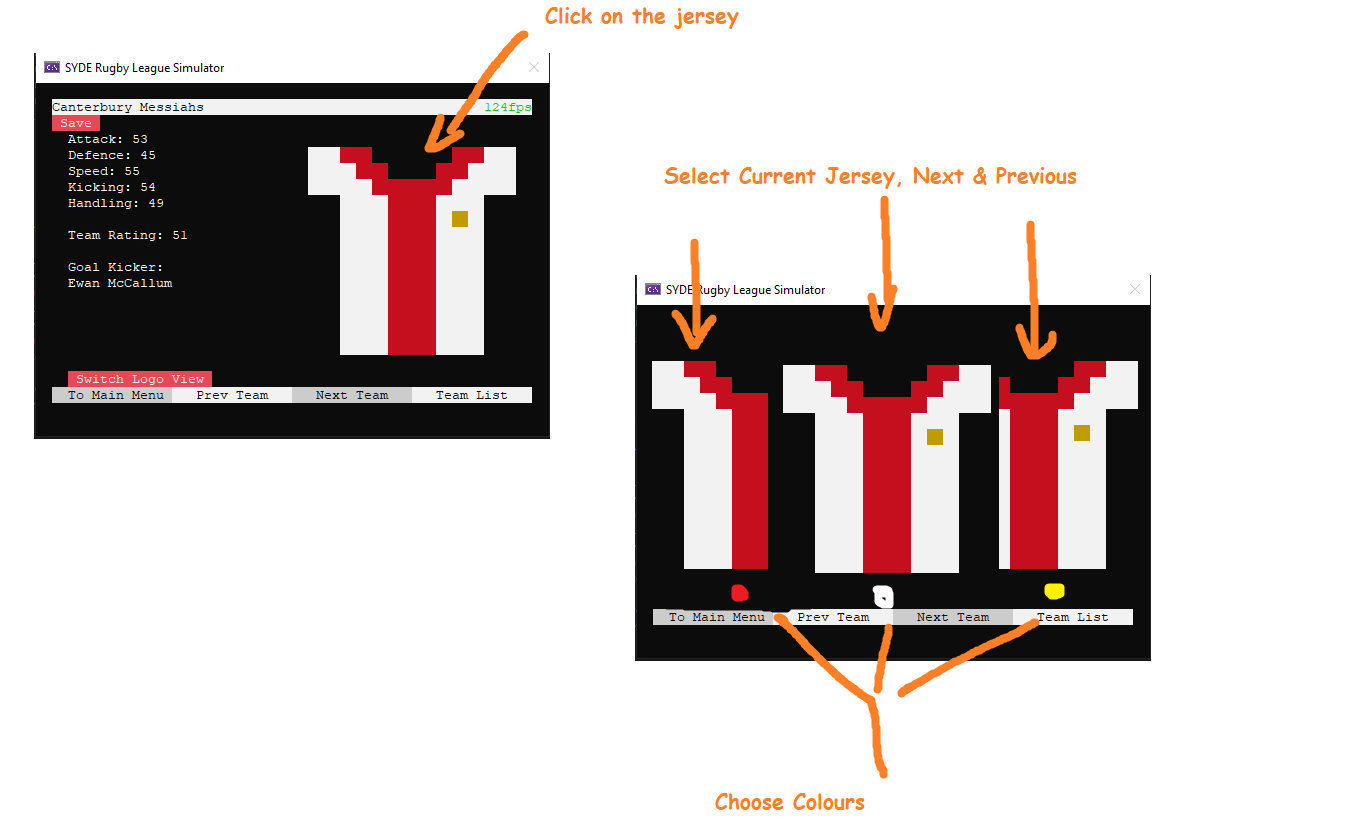 Click on the jersey
SYDE Rugby League Simulator
Canterbury Messiahs 124fps
Save
Attack: 53
Defence: 45
Speed: 55
Kicking: 54
Handling: 49
Team Rating: 51
Goal Kicker:
Ewan McCallum
Switch Logo View
To Main Menu Prev Team Next Team Team List
Select Current Jersey, Next & Previous
SYDE Rugby League Simulator
To Main Menu Prev Team Next Team Team List
Choose Colours